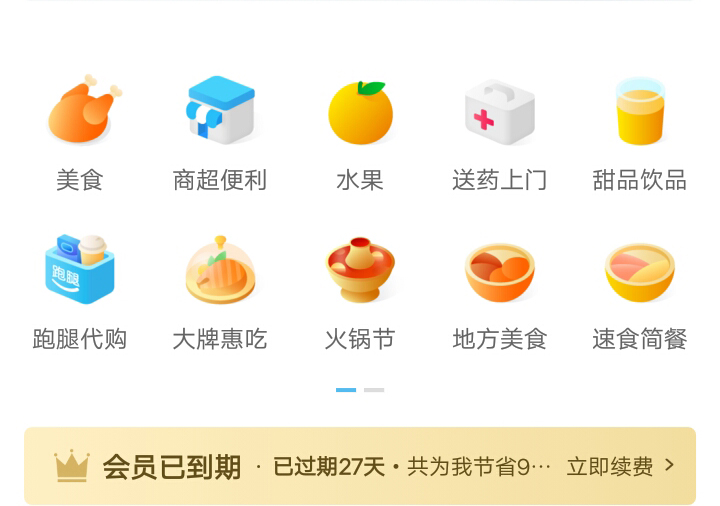 美食 商超便利 水果 送药上门 甜品饮品
跑腿
跑腿代购 大牌惠吃 火锅节 地方美食 速食简餐
会员已到期 · 已过期27天·共为我节省9··· 立即续费 >